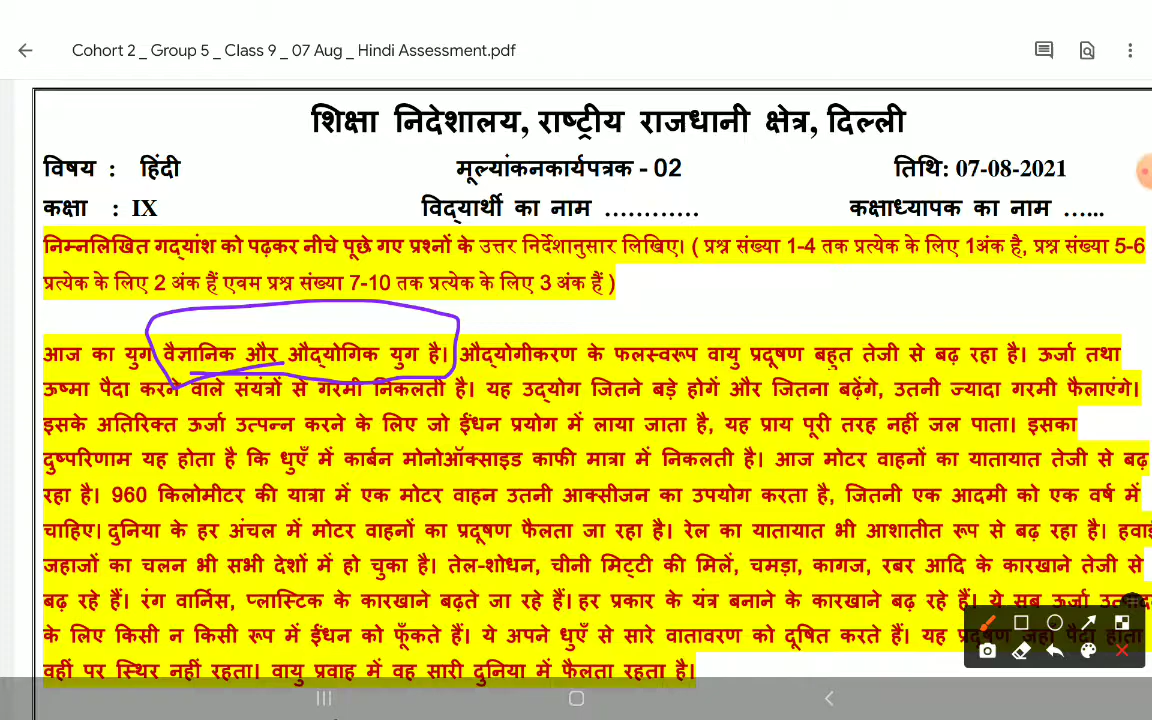 Cohort 2 _ Group 5 _ Class 9 _ 07 Aug _ Hindi Assessment.pdf
शिक्षा निदेशालय, राष्ट्रीय राजधानी क्षेत्र, दिल्ली
विषय : हिंदी मूल्यांकनकार्यपत्रक - 02 तिथि: 07-08-2021
कक्षा : IX विद्यार्थी का नाम ............ कक्षाध्यापक का नाम ......
निम्नलिखित गद्यांश को पढ़कर नीचे पूछे गए प्रश्नों के उत्तर निर्देशानुसार लिखिए। ( प्रश्न संख्या 1-4 तक प्रत्येक के लिए 1अंक है, प्रश्न संख्या 5-6
प्रत्येक के लिए 2 अंक हैं एवम प्रश्न संख्या 7-10 तक प्रत्येक के लिए 3 अंक हैं )
आज का युग वैज्ञानिक और औद्योगिक युग है। औद्योगीकरण के फलस्वरूप वायु प्रदूषण बहुत तेजी से बढ़ रहा है। ऊर्जा तथा
ऊष्मा पैदा करने वाले संयंत्रों से गरमी निकलती है। यह उद्योग जितने बड़े होगें और जितना बढ़ेंगे, उतनी ज्यादा गरमी फैलाएंगे।
इसके अतिरिक्त ऊर्जा उत्पन्न करने के लिए जो ईंधन प्रयोग में लाया जाता है, यह प्राय पूरी तरह नहीं जल पाता। इसका
दुष्परिणाम यह होता है कि धुएँ में कार्बन मोनोऑक्साइड काफी मात्रा में निकलती है। आज मोटर वाहनों का यातायात तेजी से बढ़
रहा है। 960 किलोमीटर की यात्रा में एक मोटर वाहन उतनी आक्सीजन का उपयोग करता है, जितनी एक आदमी को एक वर्ष में
चाहिए। दुनिया के हर अंचल में मोटर वाहनों का प्रदूषण फैलता जा रहा है। रेल का यातायात भी आशातीत रूप से बढ़ रहा है। हवाई
जहाजों का चलन भी सभी देशों में हो चुका है। तेल-शोधन, चीनी मिट्टी की मिलें, चमड़ा, कागज, रबर आदि के कारखाने तेजी से
बढ़ रहे हैं। रंग वार्निस, प्लास्टिक के कारखाने बढ़ते जा रहे हैं। हर प्रकार के यंत्र बनाने के कारखाने बढ़ रहे हैं। ये सब ऊर्जा
के लिए किसी न किसी रूप में ईंधन को फूँकते हैं। ये अपने धुएँ से सारे वातावरण को दूषित करते हैं। यह
वहीं पर स्थिर नहीं रहता। वायु प्रवाह में वह सारी दुनिया में फैलता रहता है।